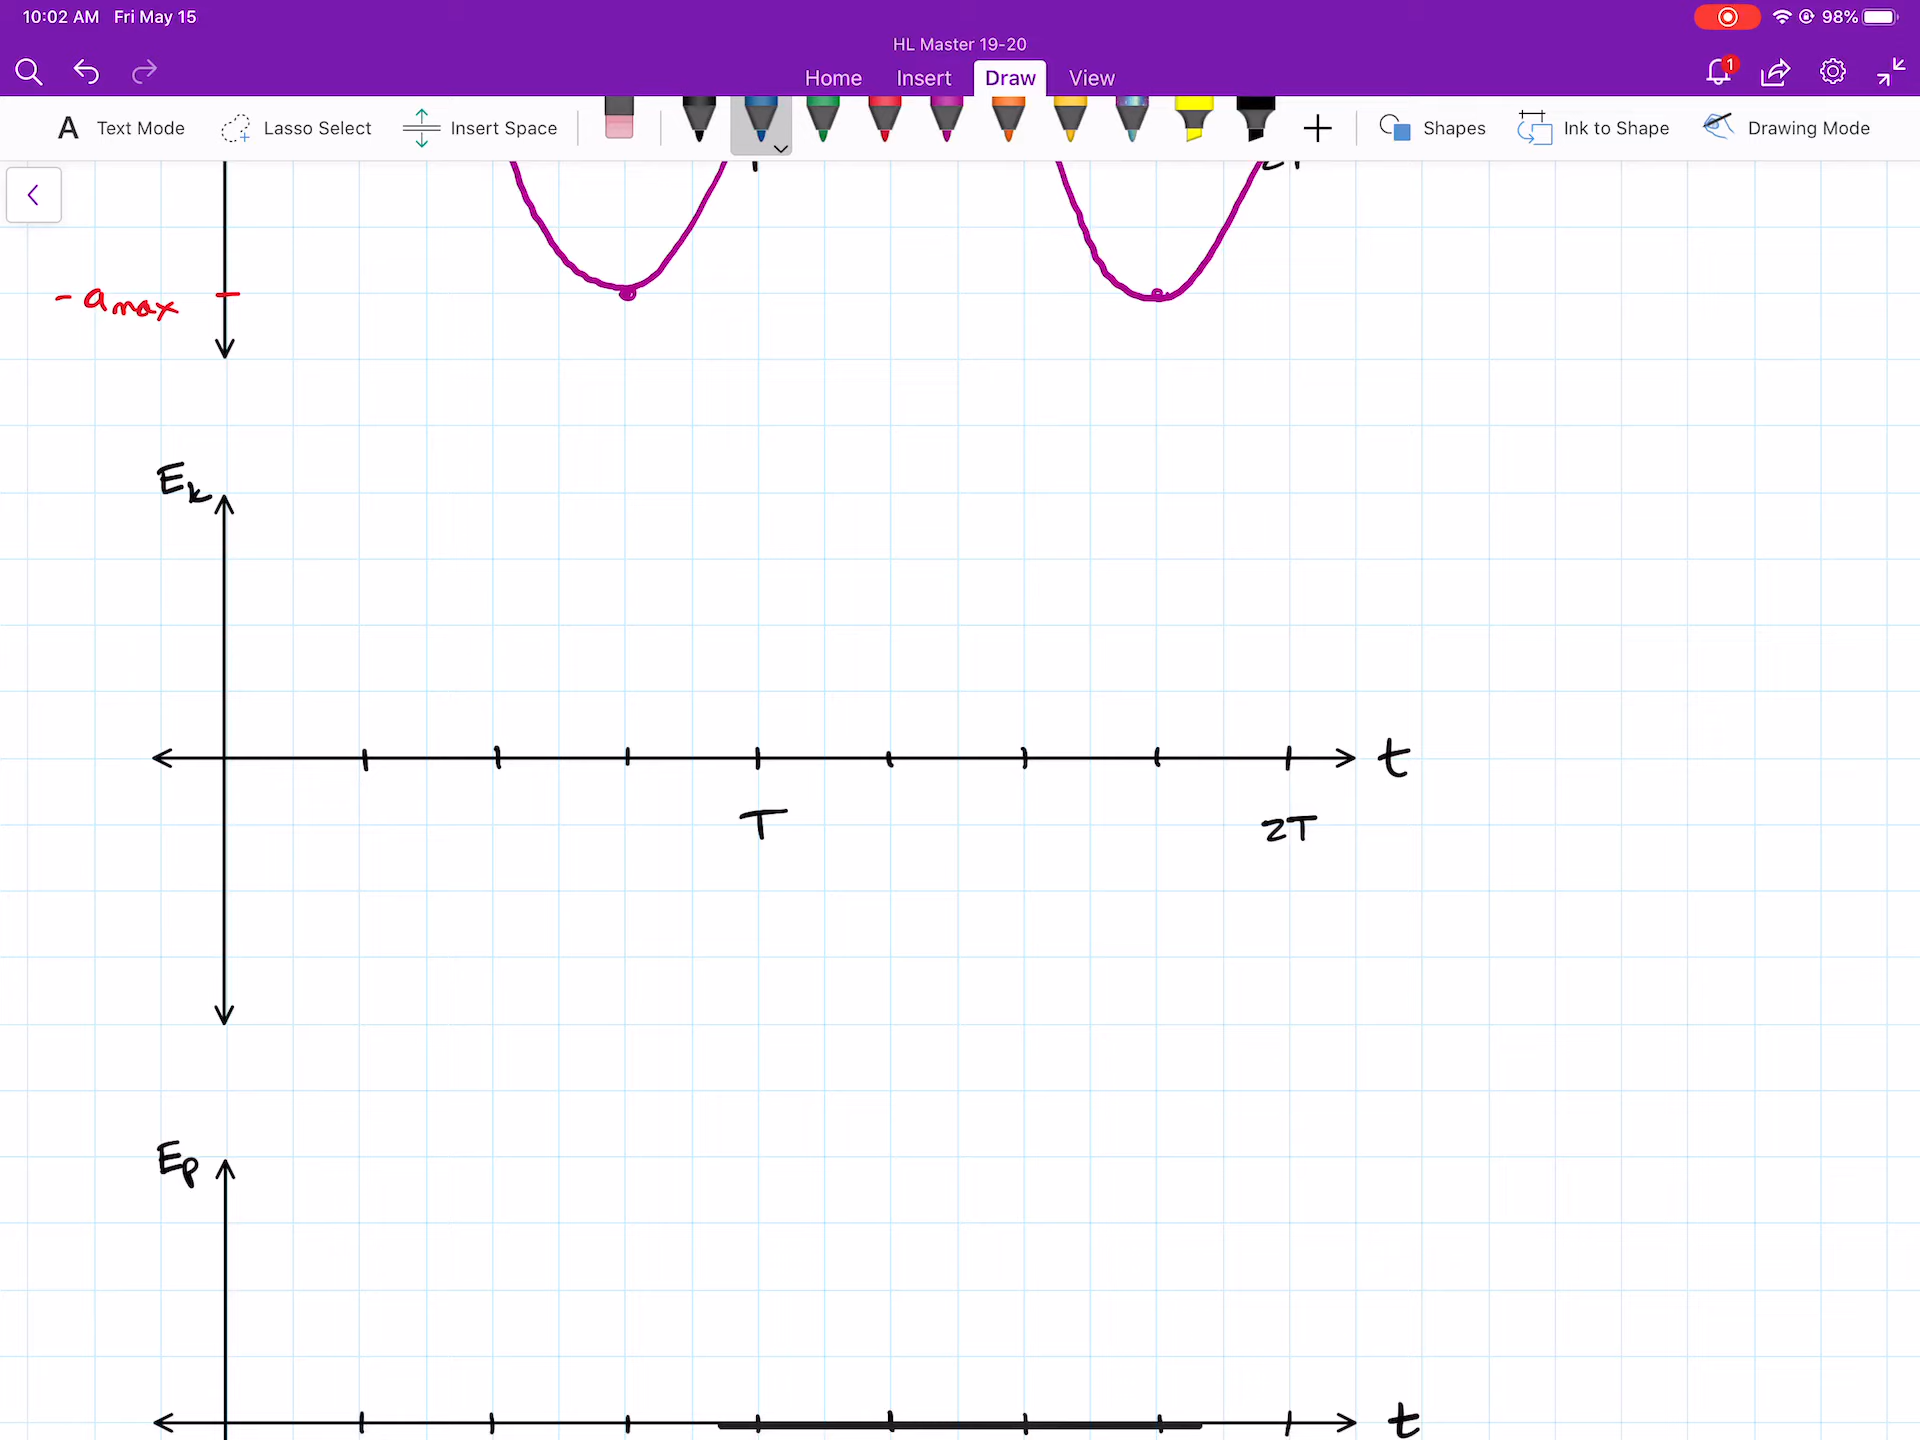 10:02 AM Fri May 15 98%
HL Master 19-20
Home Insert Draw View 1
A Text Mode Lasso Select Insert Space Shapes Ink to Shape Drawing Mode
- amax
Ek
t
T 2T
Ep
t